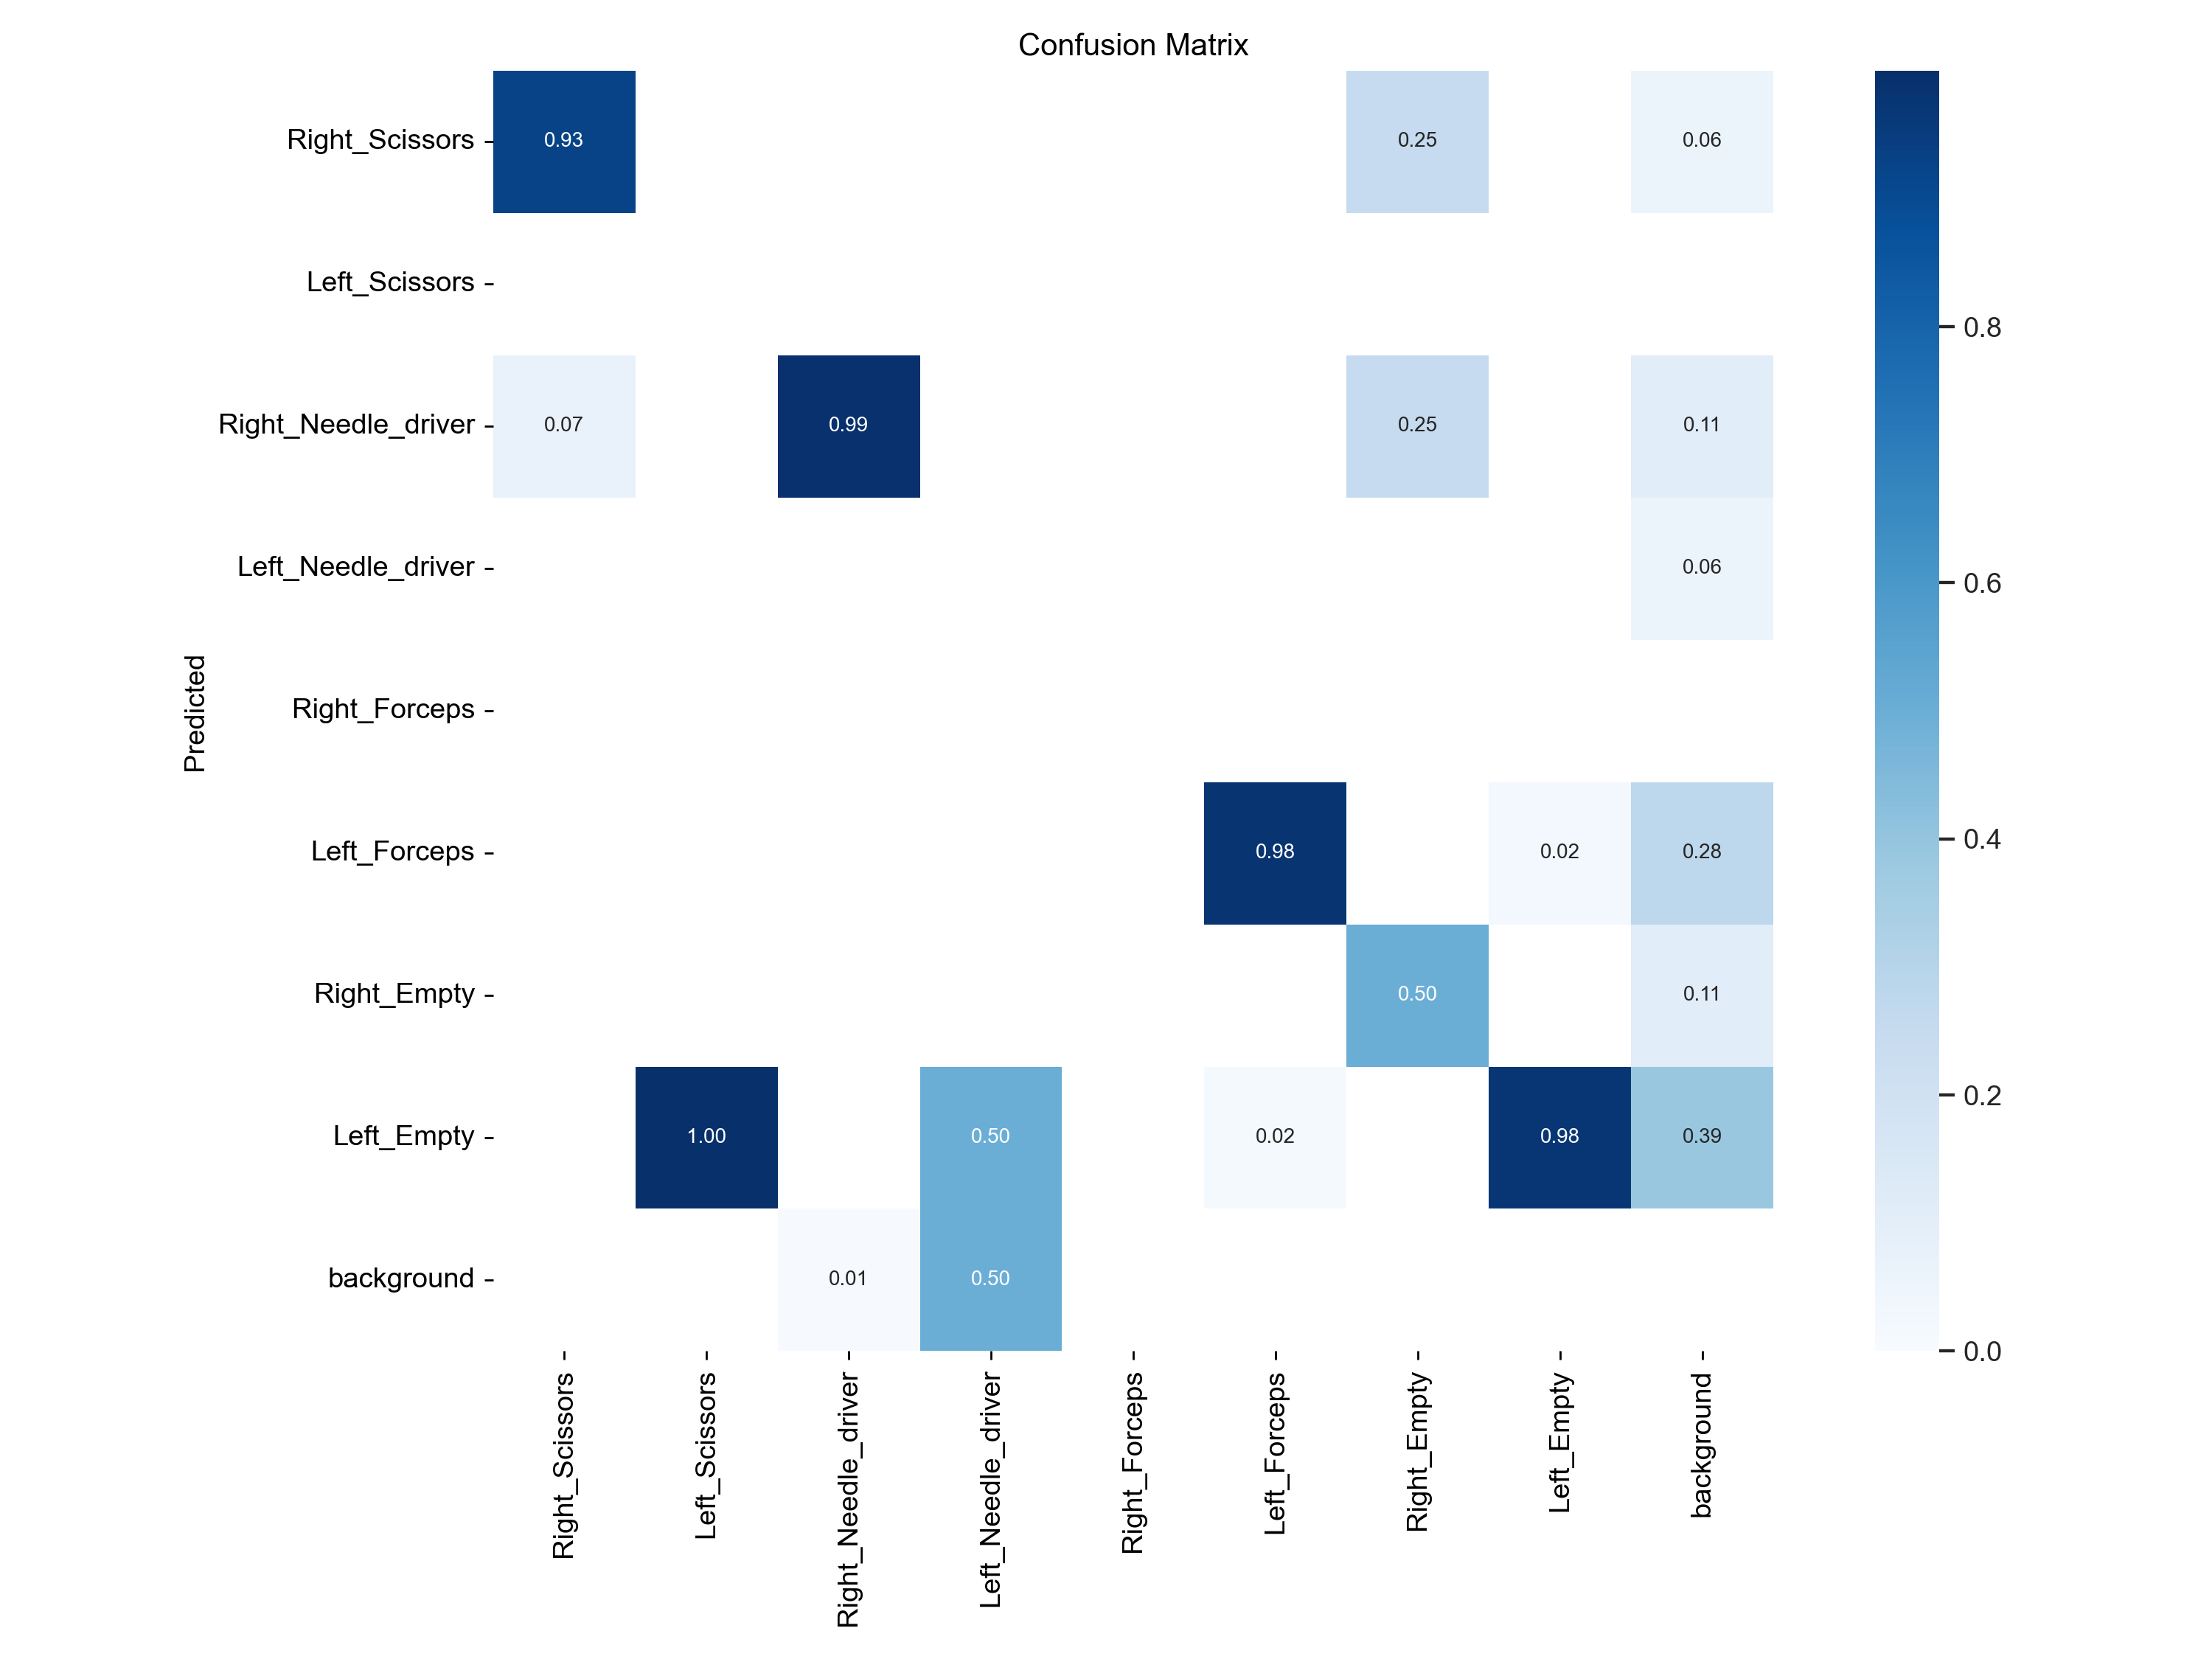 Confusion Matrix
Right_Scissors 0.93 0.25 0.06
Left_Scissors
Right_Needle_driver 0.07 0.99 0.25 0.11
Left_Needle_driver 0.06
Right_Forceps
Left_Forceps 0.98 0.02 0.28
Right_Empty 0.50 0.11
Left_Empty 1.00 0.50 0.02 0.98 0.39
background 0.01 0.50
Predicted
Right_Scissors
Left_Scissors
Right_Needle_driver
Left_Needle_driver
Right_Forceps
Left_Forceps
Right_Empty
Left_Empty
background
0.8
0.6
0.4
0.2
0.0